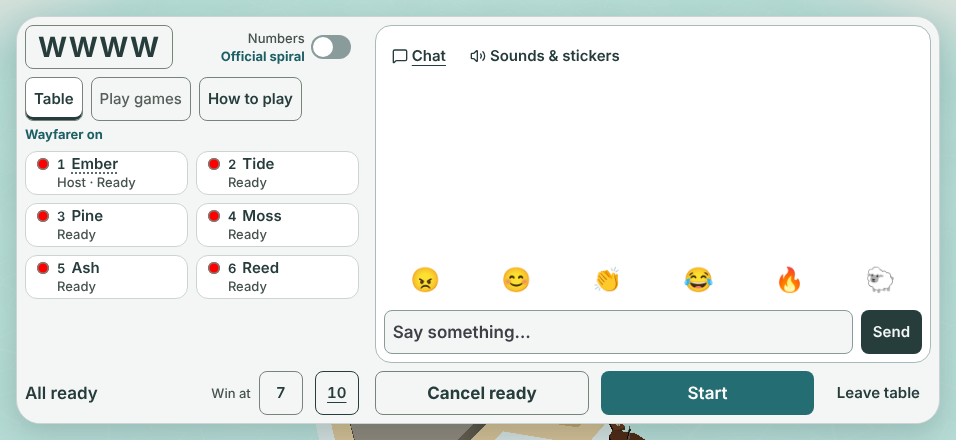 WWWW
Numbers
Official spiral
Table
Play games
How to play
Wayfarer on
1 Ember
Host · Ready
2 Tide
Ready
3 Pine
Ready
4 Moss
Ready
5 Ash
Ready
6 Reed
Ready
All ready
Win at
7
10
Chat
Sounds & stickers
Say something...
Send
Cancel ready
Start
Leave table